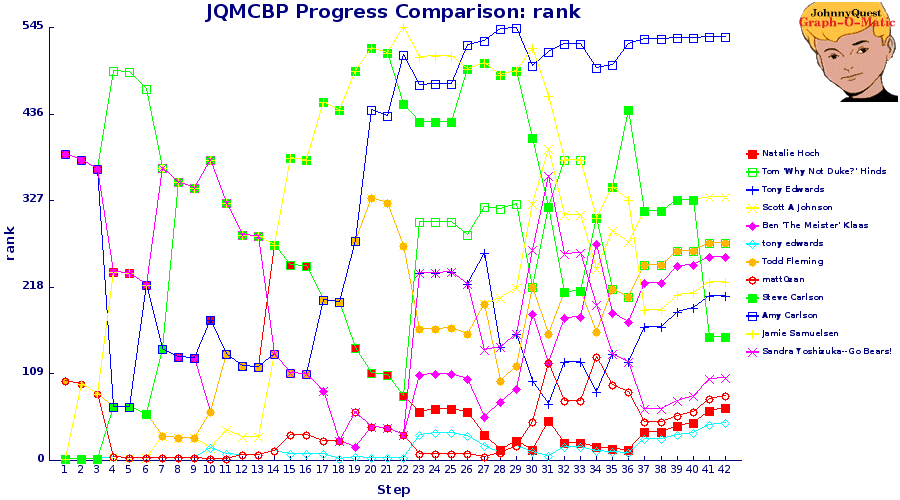 JQMCBP Progress Comparison: rank
JohnnyQuest
Graph-O-Matic
545
436
327
218
109
0
rank
1 2 3 4 5 6 7 8 9 10 11 12 13 14 15 16 17 18 19 20 21 22 23 24 25 26 27 28 29 30 31 32 33 34 35 36 37 38 39 40 41 42
Step
Natalie Hoch
Tom 'Why Not Duke?' Hinds
Tony Edwards
Scott A Johnson
Ben 'The Meister' Klaas
tony edwards
Todd Fleming
matt
Steve Carlson
Amy Carlson
Jamie Samuelsen
Sandra Yoshizuka--Go Bears!